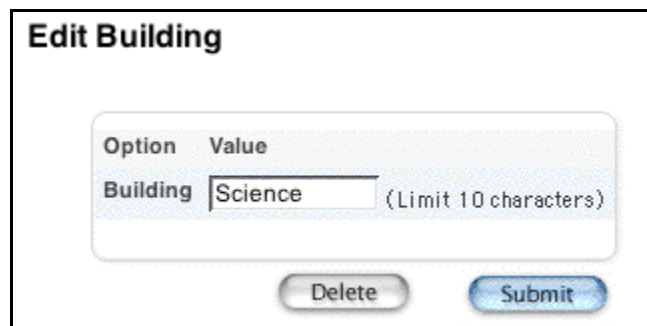 Edit Building
Option Value
Building Science (Limit 10 characters)
Delete Submit